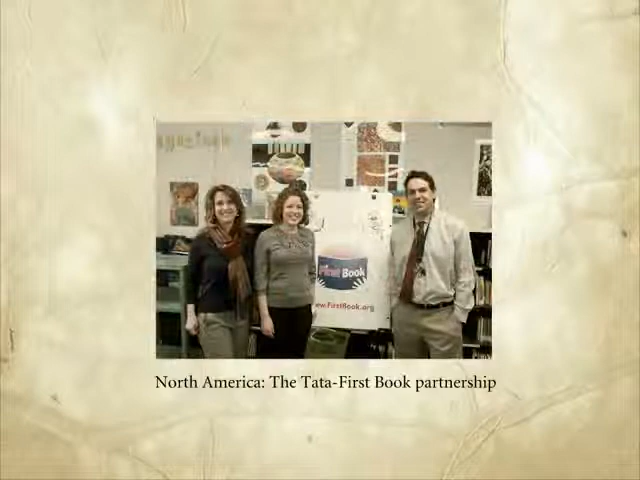 First Book
www.FirstBook.org
North America: The Tata-First Book partnership